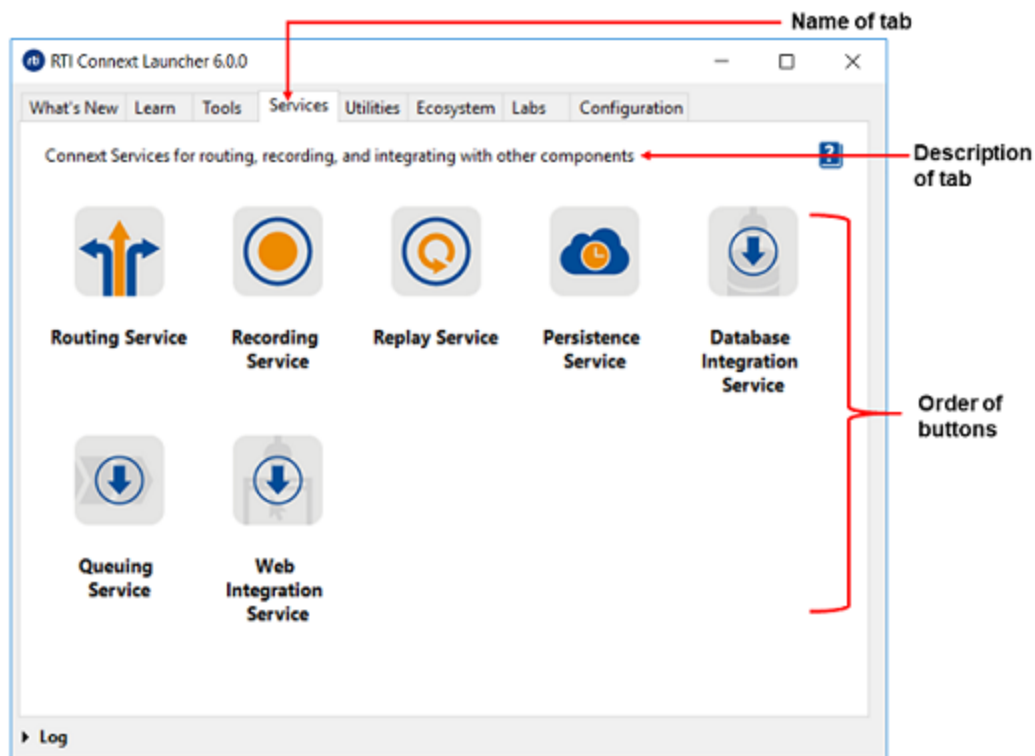 Name of tab
rti RTI Connext Launcher 6.0.0
What's New Learn Tools Services Utilities Ecosystem Labs Configuration
Connext Services for routing, recording, and integrating with other components
?
Description
of tab
Routing Service
Recording
Service
Replay Service
Persistence
Service
Database
Integration
Service
Order of
buttons
Queuing
Service
Web
Integration
Service
Log